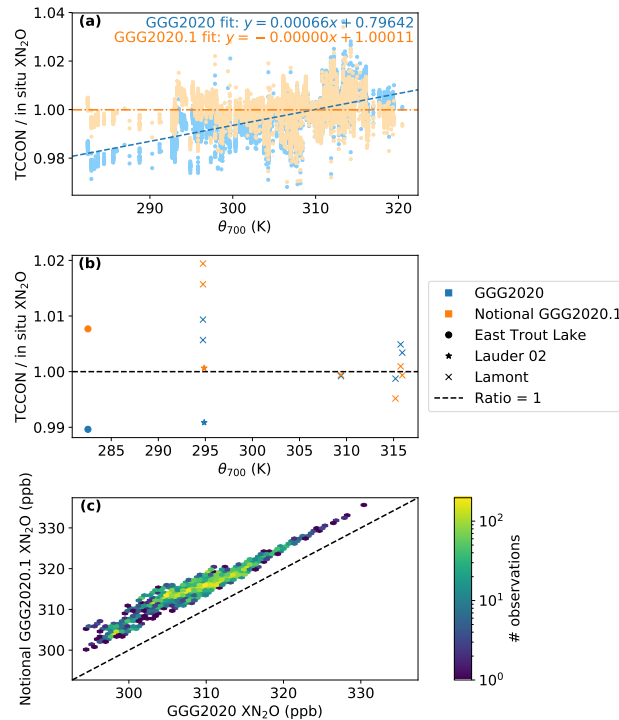 (a)
GGG2020 fit: y = 0.00066x + 0.79642
GGG2020.1 fit: y = −0.00000x + 1.00011
TCCON / in situ XN₂O
1.04
1.02
1.00
0.98
290
300
310
320
θ₇₀₀ (K)
(b)
TCCON / in situ XN₂O
1.02
1.01
1.00
0.99
285
290
295
300
305
310
315
θ₇₀₀ (K)
GGG2020
Notional GGG2020.1
East Trout Lake
Lauder 02
Lamont
Ratio = 1
(c)
Notional GGG2020.1 XN₂O (ppb)
330
320
310
300
300
310
320
330
GGG2020 XN₂O (ppb)
10²
10¹
10⁰
# observations